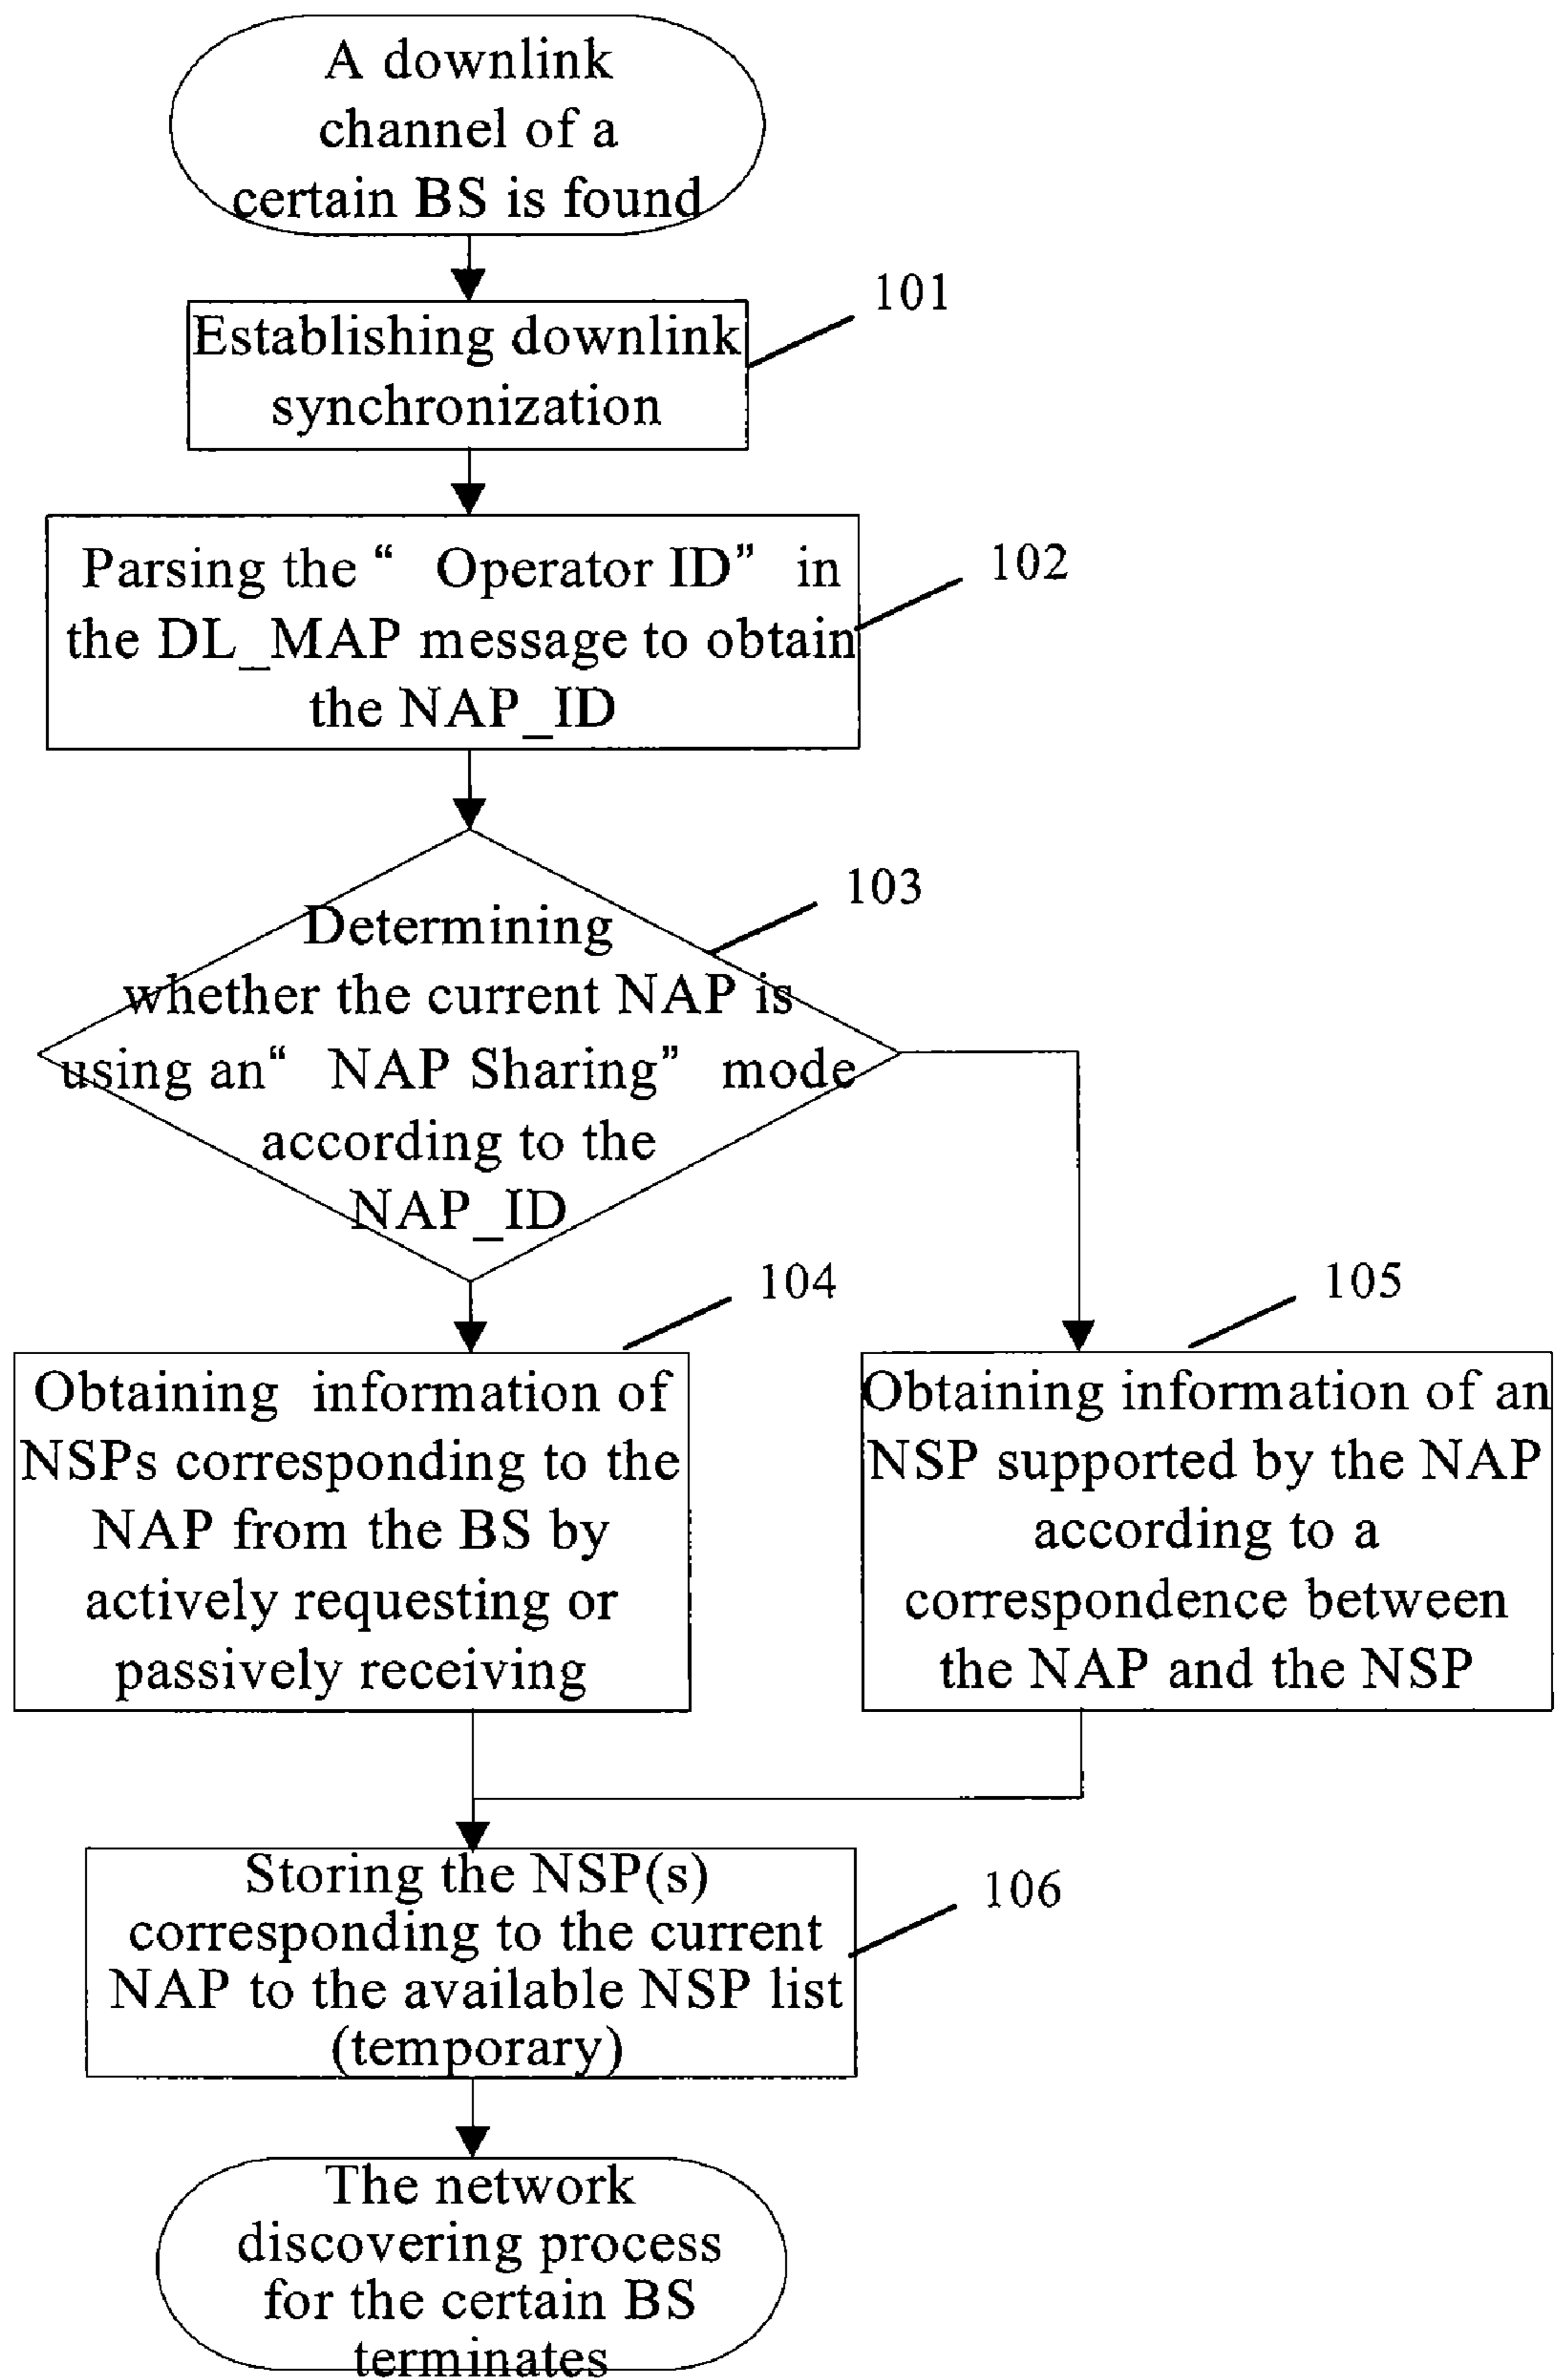 A downlink
channel of a
certain BS is found
101
Establishing downlink
synchronization
102
Parsing the “ Operator ID” in
the DL_MAP message to obtain
the NAP_ID
103
Determining
whether the current NAP is
using an“ NAP Sharing” mode
according to the
NAP_ID
104
Obtaining information of
NSPs corresponding to the
NAP from the BS by
actively requesting or
passively receiving
105
Obtaining information of an
NSP supported by the NAP
according to a
correspondence between
the NAP and the NSP
106
Storing the NSP(s)
corresponding to the current
NAP to the available NSP list
(temporary)
The network
discovering process
for the certain BS
terminates